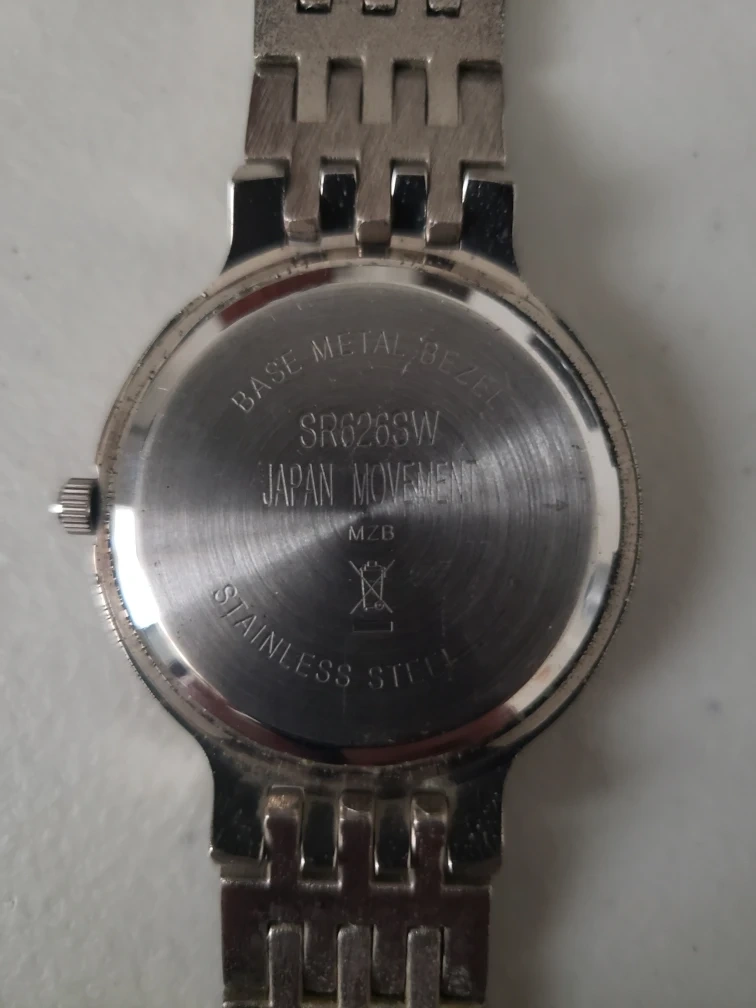 BASE METAL BEZEL
SR626SW
JAPAN MOVEMENT
MZB
STAINLESS STEEL